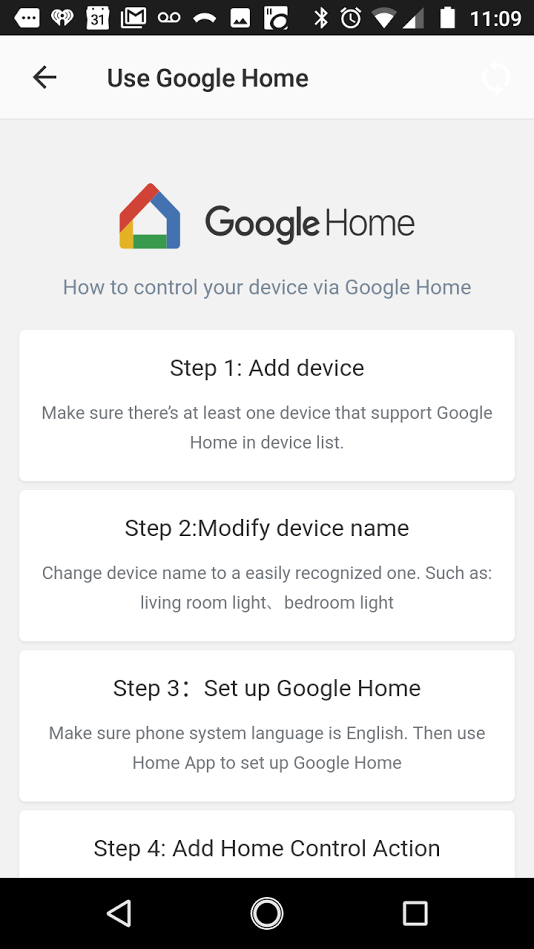 31
11:09
Use Google Home
Google Home
How to control your device via Google Home
Step 1: Add device
Make sure there's at least one device that support Google
Home in device list.
Step 2:Modify device name
Change device name to a easily recognized one. Such as:
living room light、bedroom light
Step 3：Set up Google Home
Make sure phone system language is English. Then use
Home App to set up Google Home
Step 4: Add Home Control Action